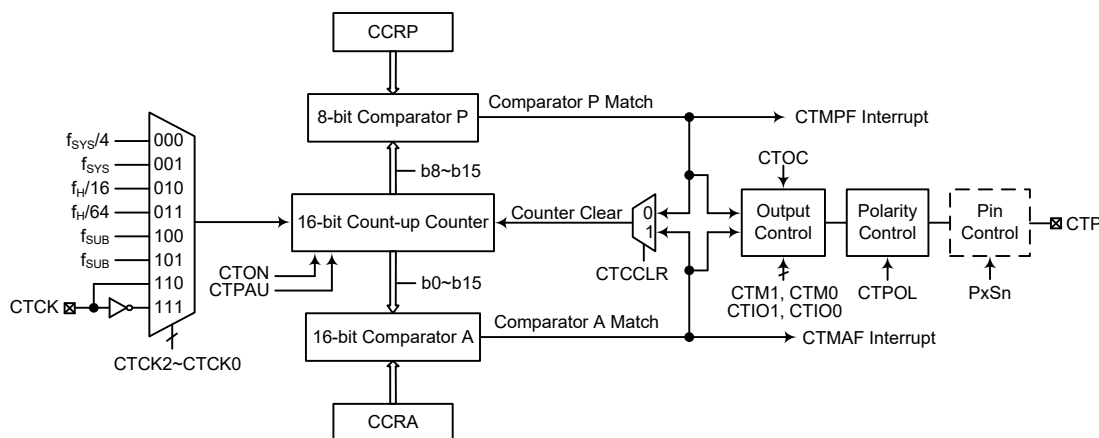 CCRP
8-bit Comparator P
Comparator P Match
CTMPF Interrupt
b8~b15
fSYS/4
000
fSYS
001
fH/16
010
fH/64
011
fSUB
100
fSUB
101
110
111
CTCK
CTCK2~CTCK0
16-bit Count-up Counter
CTON
CTPAU
Counter Clear
0
1
CTCCLR
CTOC
Output
Control
CTM1, CTM0
CTIO1, CTIO0
Polarity
Control
CTPOL
Pin
Control
PxSn
CTP
b0~b15
16-bit Comparator A
Comparator A Match
CTMAF Interrupt
CCRA